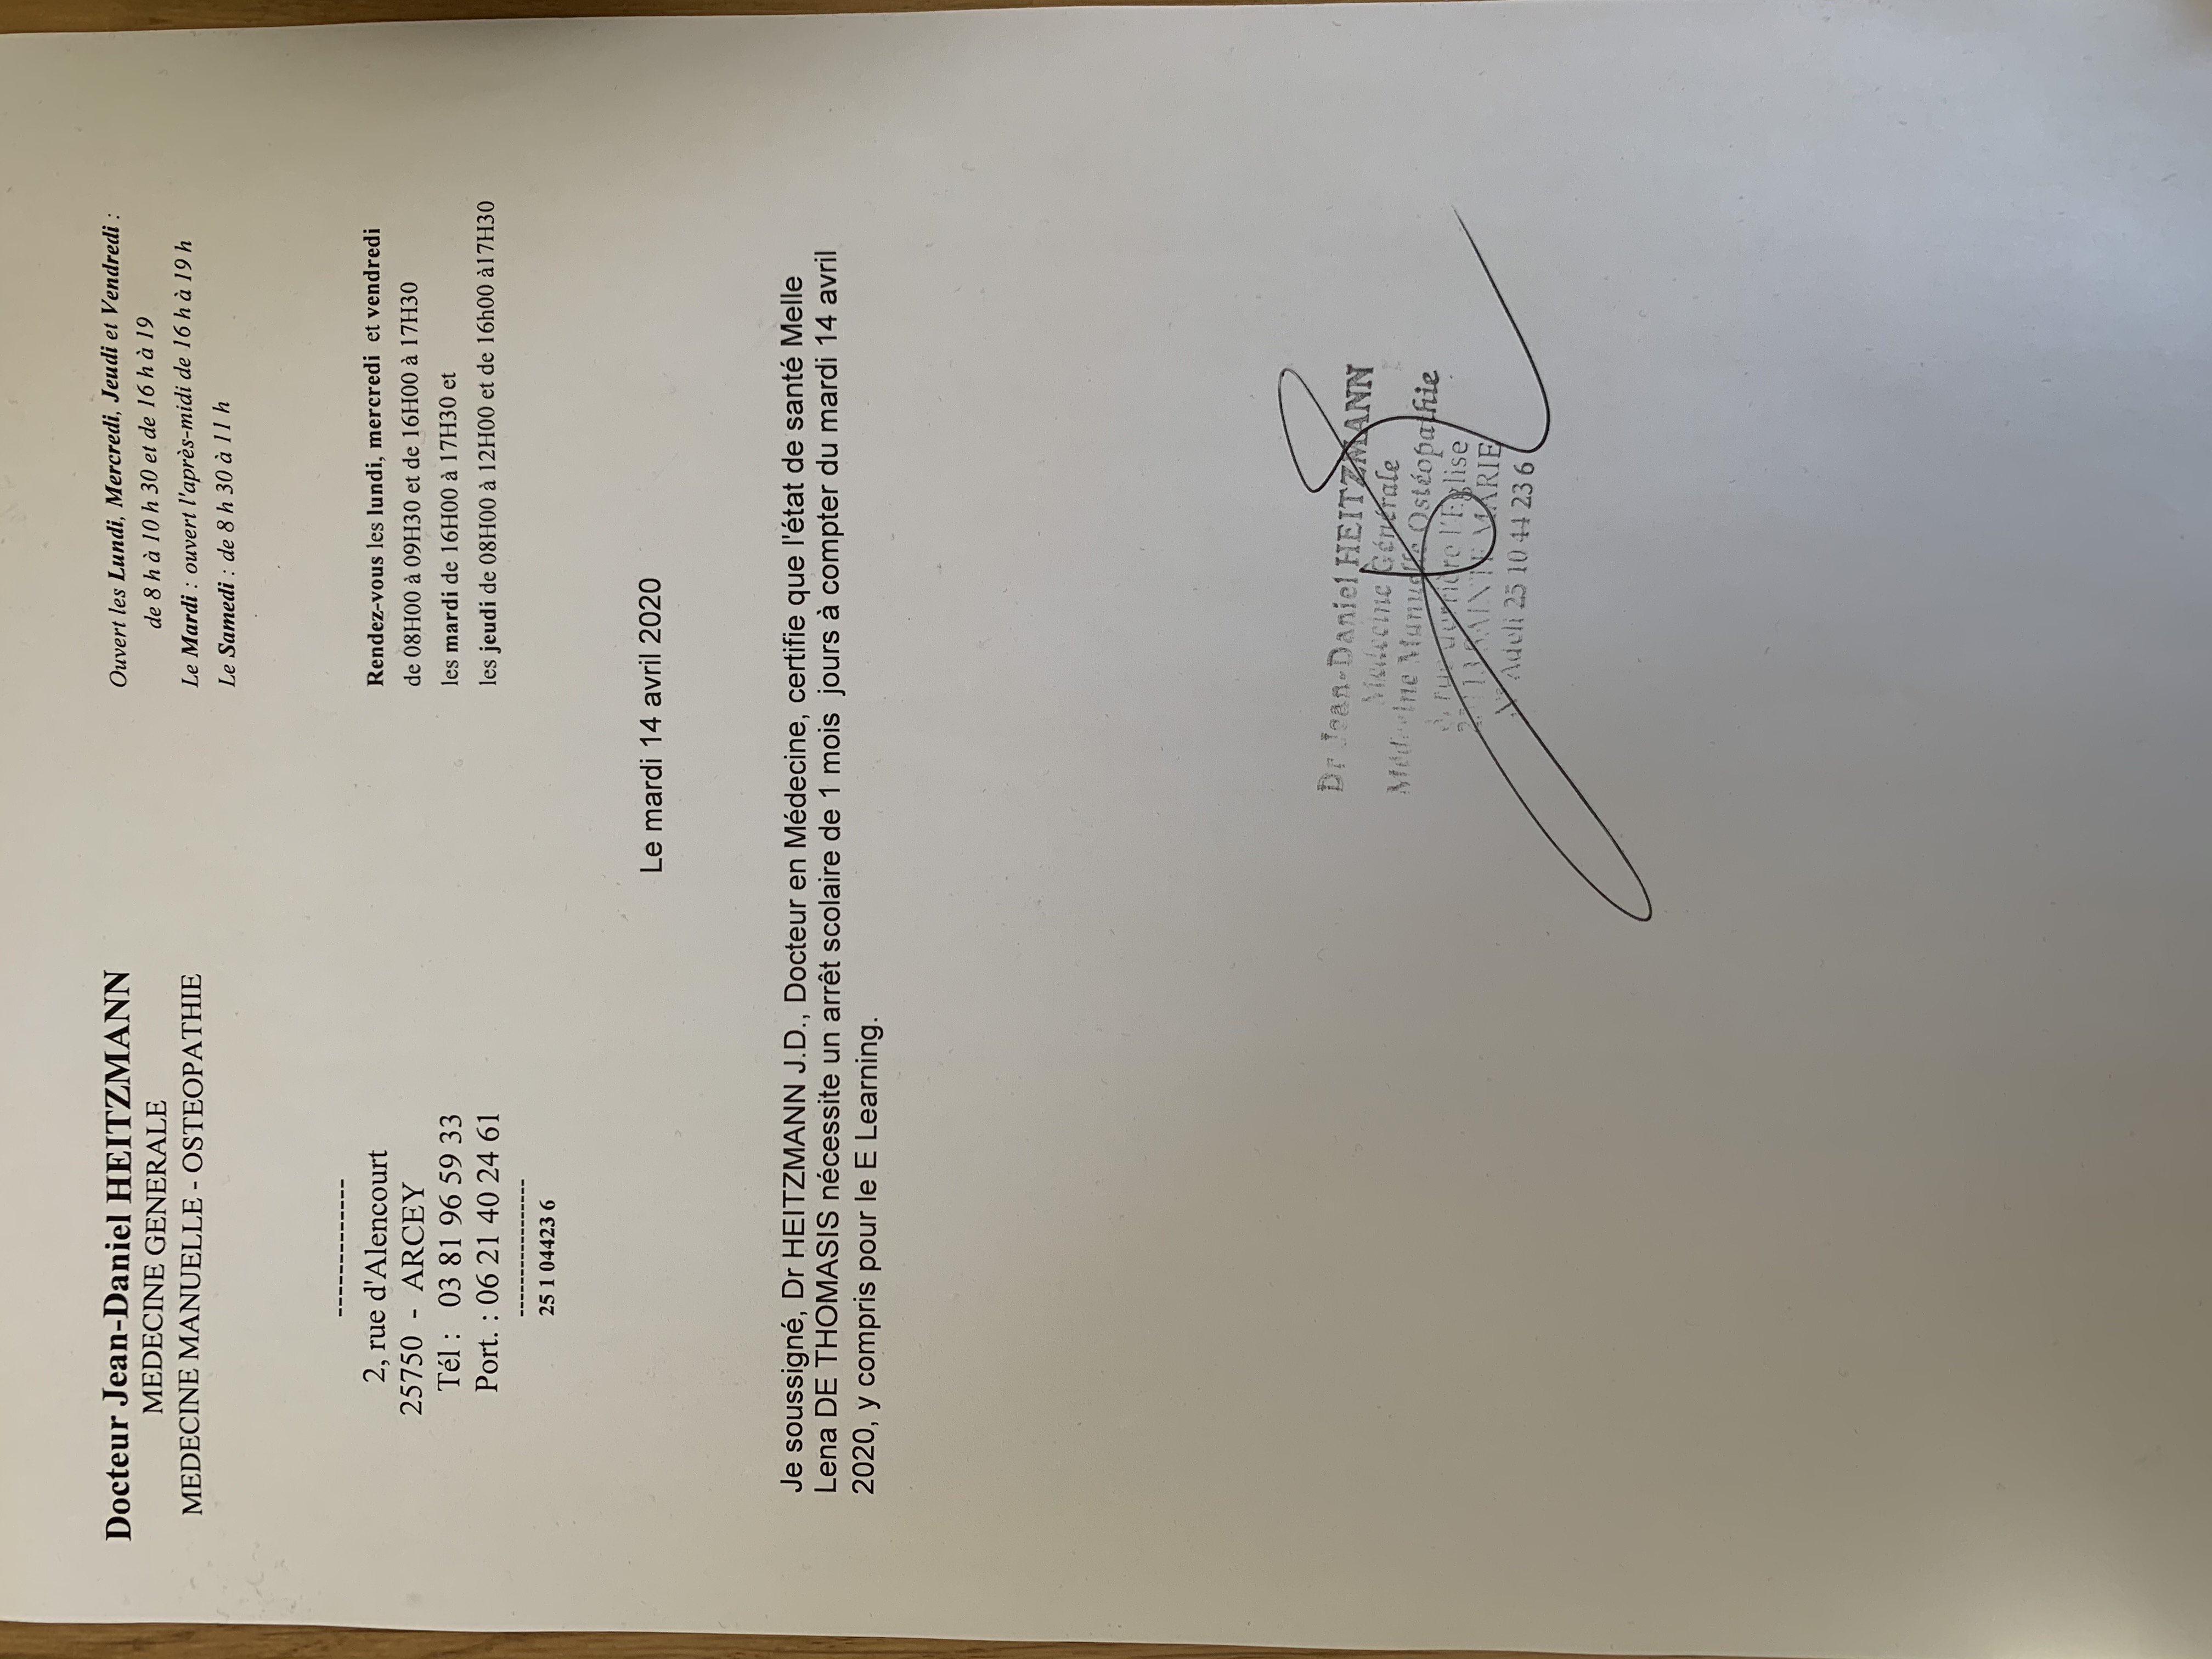 Docteur Jean-Daniel HEITZMANN
MEDECINE GENERALE
MEDECINE MANUELLE - OSTEOPATHIE
Ouvert les Lundi, Mercredi, Jeudi et Vendredi :
de 8 h à 10 h 30 et de 16 h à 19
Le Mardi : ouvert l'après-midi de 16 h à 19 h
Le Samedi : de 8 h 30 à 11 h
-------------
2, rue d'Alencourt
25750 - ARCEY
Tél : 03 81 96 59 33
Port. : 06 21 40 24 61
-----------------
25 1 04423 6
Rendez-vous les lundi, mercredi et vendredi
de 08H00 à 09H30 et de 16H00 à 17H30
les mardi de 16H00 à 17H30 et
les jeudi de 08H00 à 12H00 et de 16h00 à17H30
Le mardi 14 avril 2020
Je soussigné, Dr HEITZMANN J.D., Docteur en Médecine, certifie que l'état de santé Melle
Lena DE THOMASIS nécessite un arrêt scolaire de 1 mois jours à compter du mardi 14 avril
2020, y compris pour le E Learning.
Dr Jean-Daniel HEITZMANN
Médecine Générale
Médecine Manuelle Ostéopathie
rue derrière l'Eglise
SAINTE MARIE
N° Adeli 25 10 44 23 6